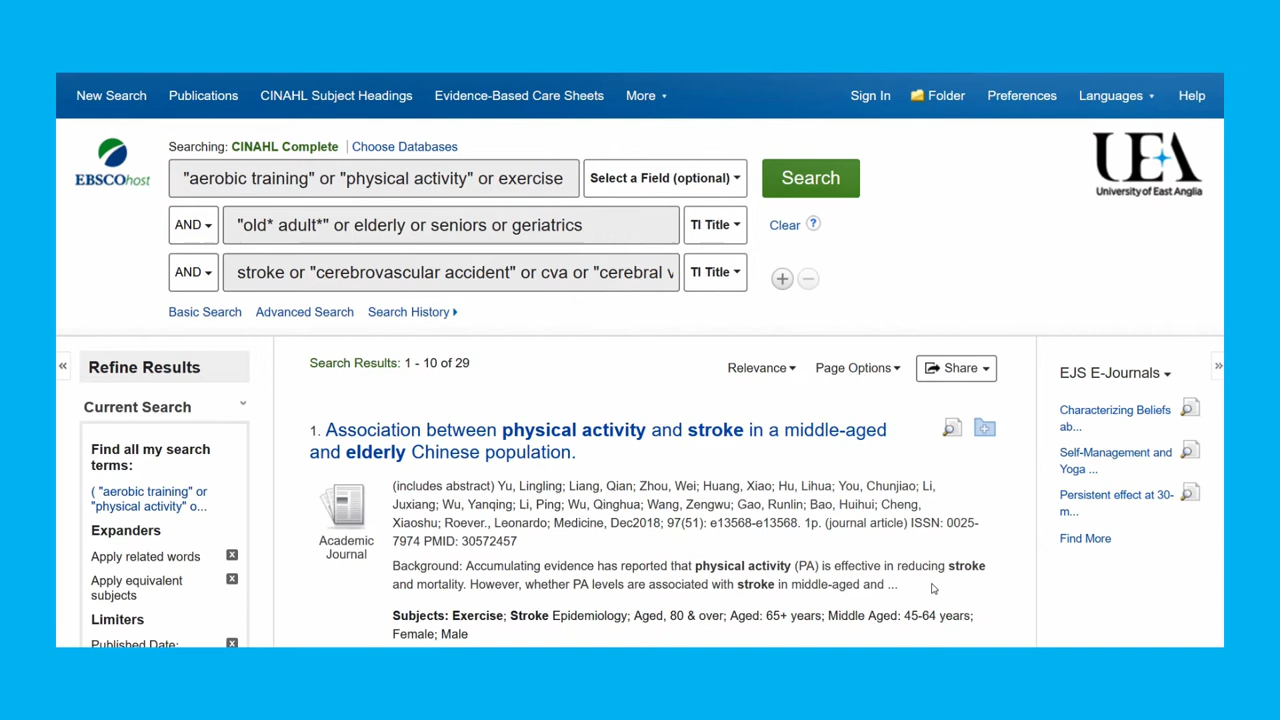 New Search Publications CINAHL Subject Headings Evidence-Based Care Sheets More Sign In Folder Preferences Languages Help
Searching: CINAHL Complete Choose Databases
EBSCOhost
"aerobic training" or "physical activity" or exercise Select a Field (optional) Search
UEA
University of East Anglia
AND "old* adult*" or elderly or seniors or geriatrics TI Title Clear ?
AND stroke or "cerebrovascular accident" or cva or "cerebral v TI Title + −
Basic Search Advanced Search Search History
« Refine Results
Current Search
Find all my search
terms:
( "aerobic training" or
"physical activity" o...
Expanders
Apply related words x
Apply equivalent
subjects x
Limiters
Published Date: x
Search Results: 1 - 10 of 29 Relevance Page Options Share
1. Association between physical activity and stroke in a middle-aged
and elderly Chinese population.
Academic
Journal
(includes abstract) Yu, Lingling; Liang, Qian; Zhou, Wei; Huang, Xiao; Hu, Lihua; You, Chunjiao; Li,
Juxiang; Wu, Yanqing; Li, Ping; Wu, Qinghua; Wang, Zengwu; Gao, Runlin; Bao, Huihui; Cheng,
Xiaoshu; Roever., Leonardo; Medicine, Dec2018; 97(51): e13568-e13568. 1p. (journal article) ISSN: 0025-
7974 PMID: 30572457
Background: Accumulating evidence has reported that physical activity (PA) is effective in reducing stroke
and mortality. However, whether PA levels are associated with stroke in middle-aged and ...
Subjects: Exercise; Stroke Epidemiology; Aged, 80 & over; Aged: 65+ years; Middle Aged: 45-64 years;
Female; Male
EJS E-Journals »
Characterizing Beliefs
ab...
Self-Management and
Yoga ...
Persistent effect at 30-
m...
Find More